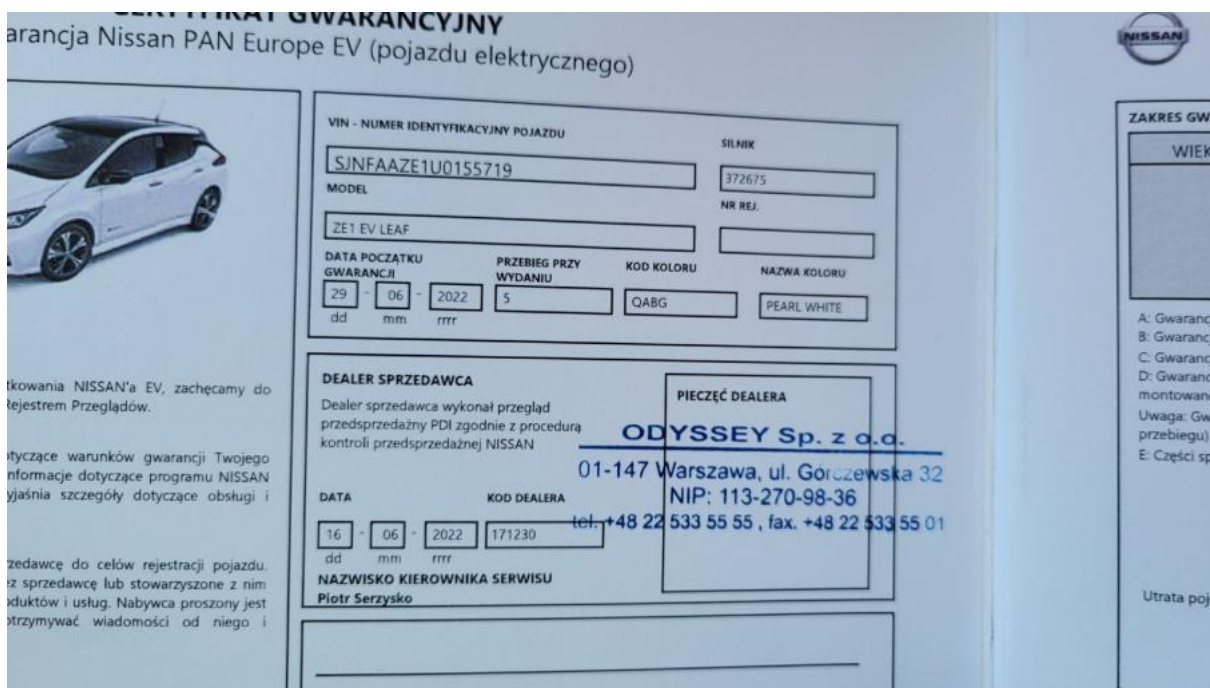 CERTYFIKAT GWARANCYJNY
arancja Nissan PAN Europe EV (pojazdu elektrycznego)
VIN - NUMER IDENTYFIKACYJNY POJAZDU
SJNFAAZE1U0155719
SILNIK
372675
MODEL
ZE1 EV LEAF
NR REJ.
DATA POCZĄTKU
GWARANCJI
29 - 06 - 2022
dd mm rrrr
PRZEBIEG PRZY
WYDANIU
5
KOD KOLORU
QABG
NAZWA KOLORU
PEARL WHITE
tkowania NISSAN'a EV, zachęcamy do
Rejestrem Przeglądów.
otyczące warunków gwarancji Twojego
nformacje dotyczące programu NISSAN
yjaśnia szczegóły dotyczące obsługi i
rzedawcę do celów rejestracji pojazdu.
ez sprzedawcę lub stowarzyszone z nim
oduktów i usług. Nabywca proszony jest
otrzymywać wiadomości od niego i
DEALER SPRZEDAWCA
Dealer sprzedawca wykonał przegląd
przedsprzedażny PDI zgodnie z procedurą
kontroli przedsprzedażnej NISSAN
PIECZĘĆ DEALERA
ODYSSEY Sp. z o.o.
01-147 Warszawa, ul. Górczewska 32
NIP: 113-270-98-36
tel. +48 22 533 55 55 , fax. +48 22 533 55 01
DATA
16 - 06 - 2022
dd mm rrrr
KOD DEALERA
171230
NAZWISKO KIEROWNIKA SERWISU
Piotr Serzysko
NISSAN
ZAKRES GW
WIEK
A: Gwaranc
B: Gwaranc
C: Gwaranc
D: Gwaranc
montowan
Uwaga: Gw
przebiegu)
E: Części sp
Utrata poj